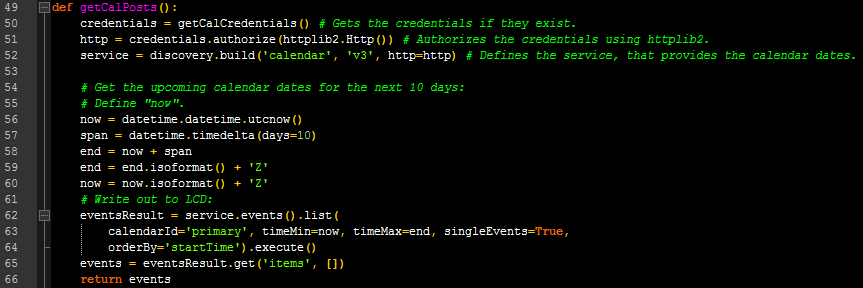 49 def getCalPosts():
50     credentials = getCalCredentials() # Gets the credentials if they exist.
51     http = credentials.authorize(httplib2.Http()) # Authorizes the credentials using httplib2.
52     service = discovery.build('calendar', 'v3', http=http) # Defines the service, that provides the calendar dates.
53
54     # Get the upcoming calendar dates for the next 10 days:
55     # Define "now".
56     now = datetime.datetime.utcnow()
57     span = datetime.timedelta(days=10)
58     end = now + span
59     end = end.isoformat() + 'Z'
60     now = now.isoformat() + 'Z'
61     # Write out to LCD:
62     eventsResult = service.events().list(
63         calendarId='primary', timeMin=now, timeMax=end, singleEvents=True,
64         orderBy='startTime').execute()
65     events = eventsResult.get('items', [])
66     return events